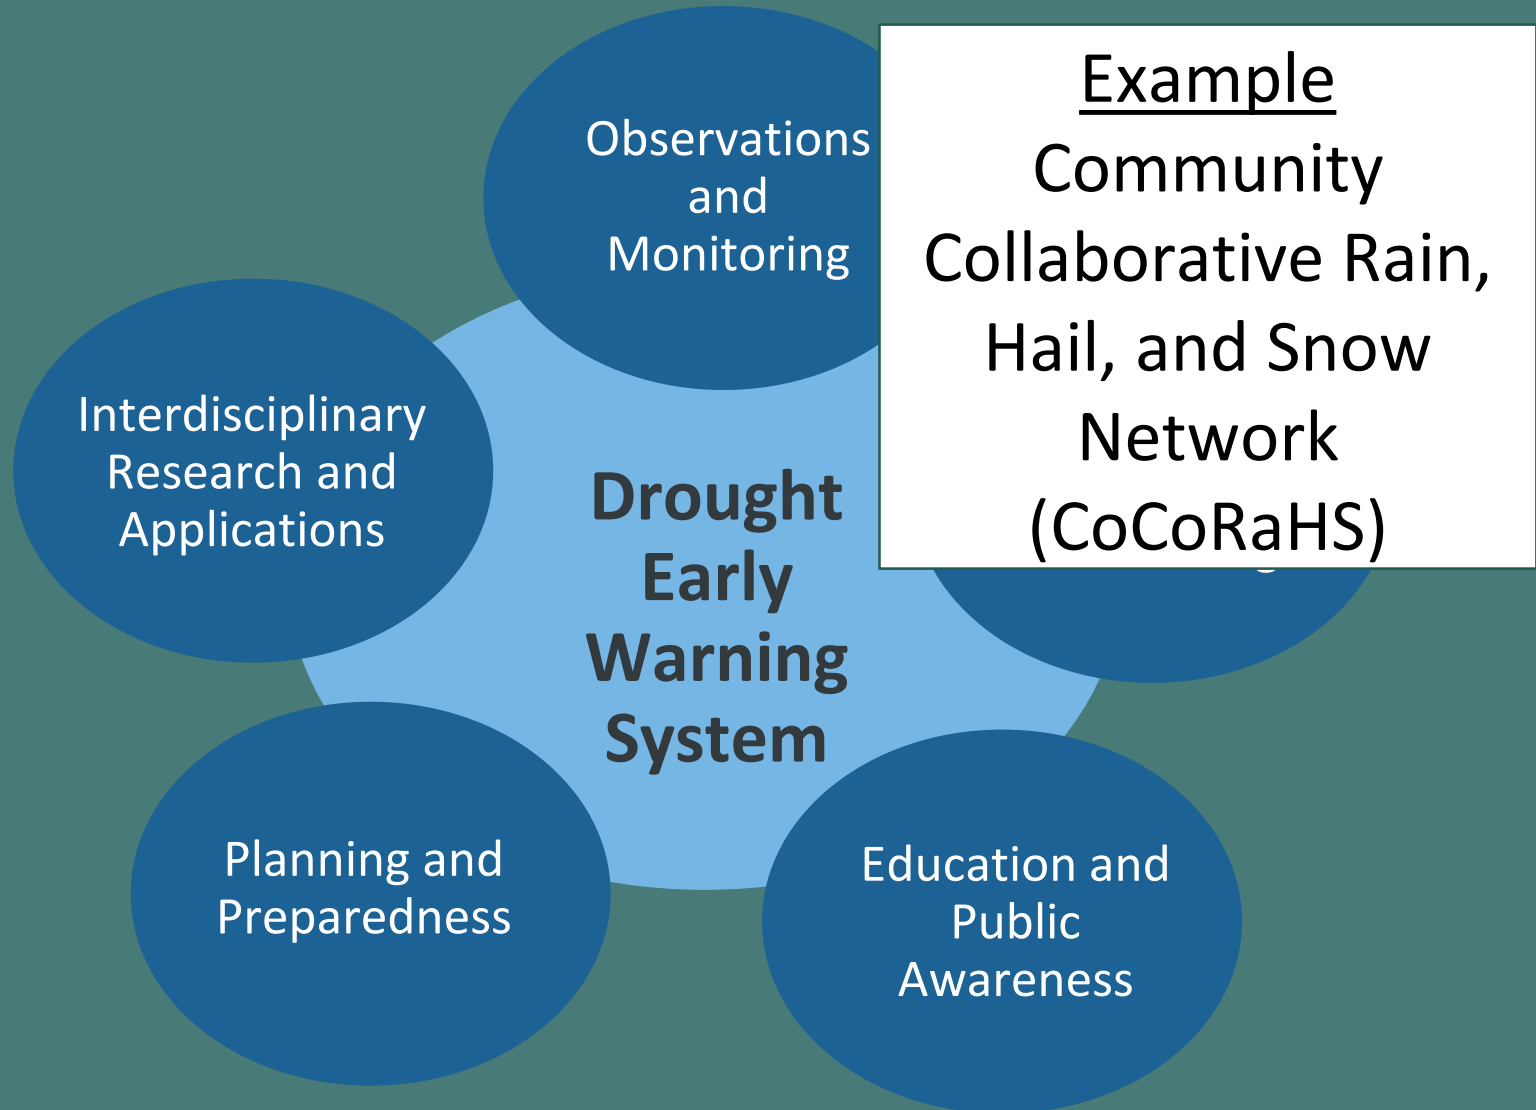 Observations
and
Monitoring
Example
Community
Collaborative Rain,
Hail, and Snow
Network
(CoCoRaHS)
Interdisciplinary
Research and
Applications
Drought
Early
Warning
System
Planning and
Preparedness
Education and
Public
Awareness